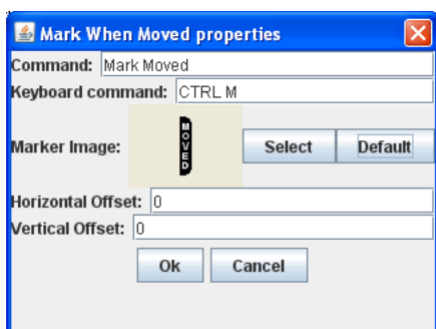 Mark When Moved properties
Command: Mark Moved
Keyboard command: CTRL M
Marker Image: MOVED Select Default
Horizontal Offset: 0
Vertical Offset: 0
Ok Cancel